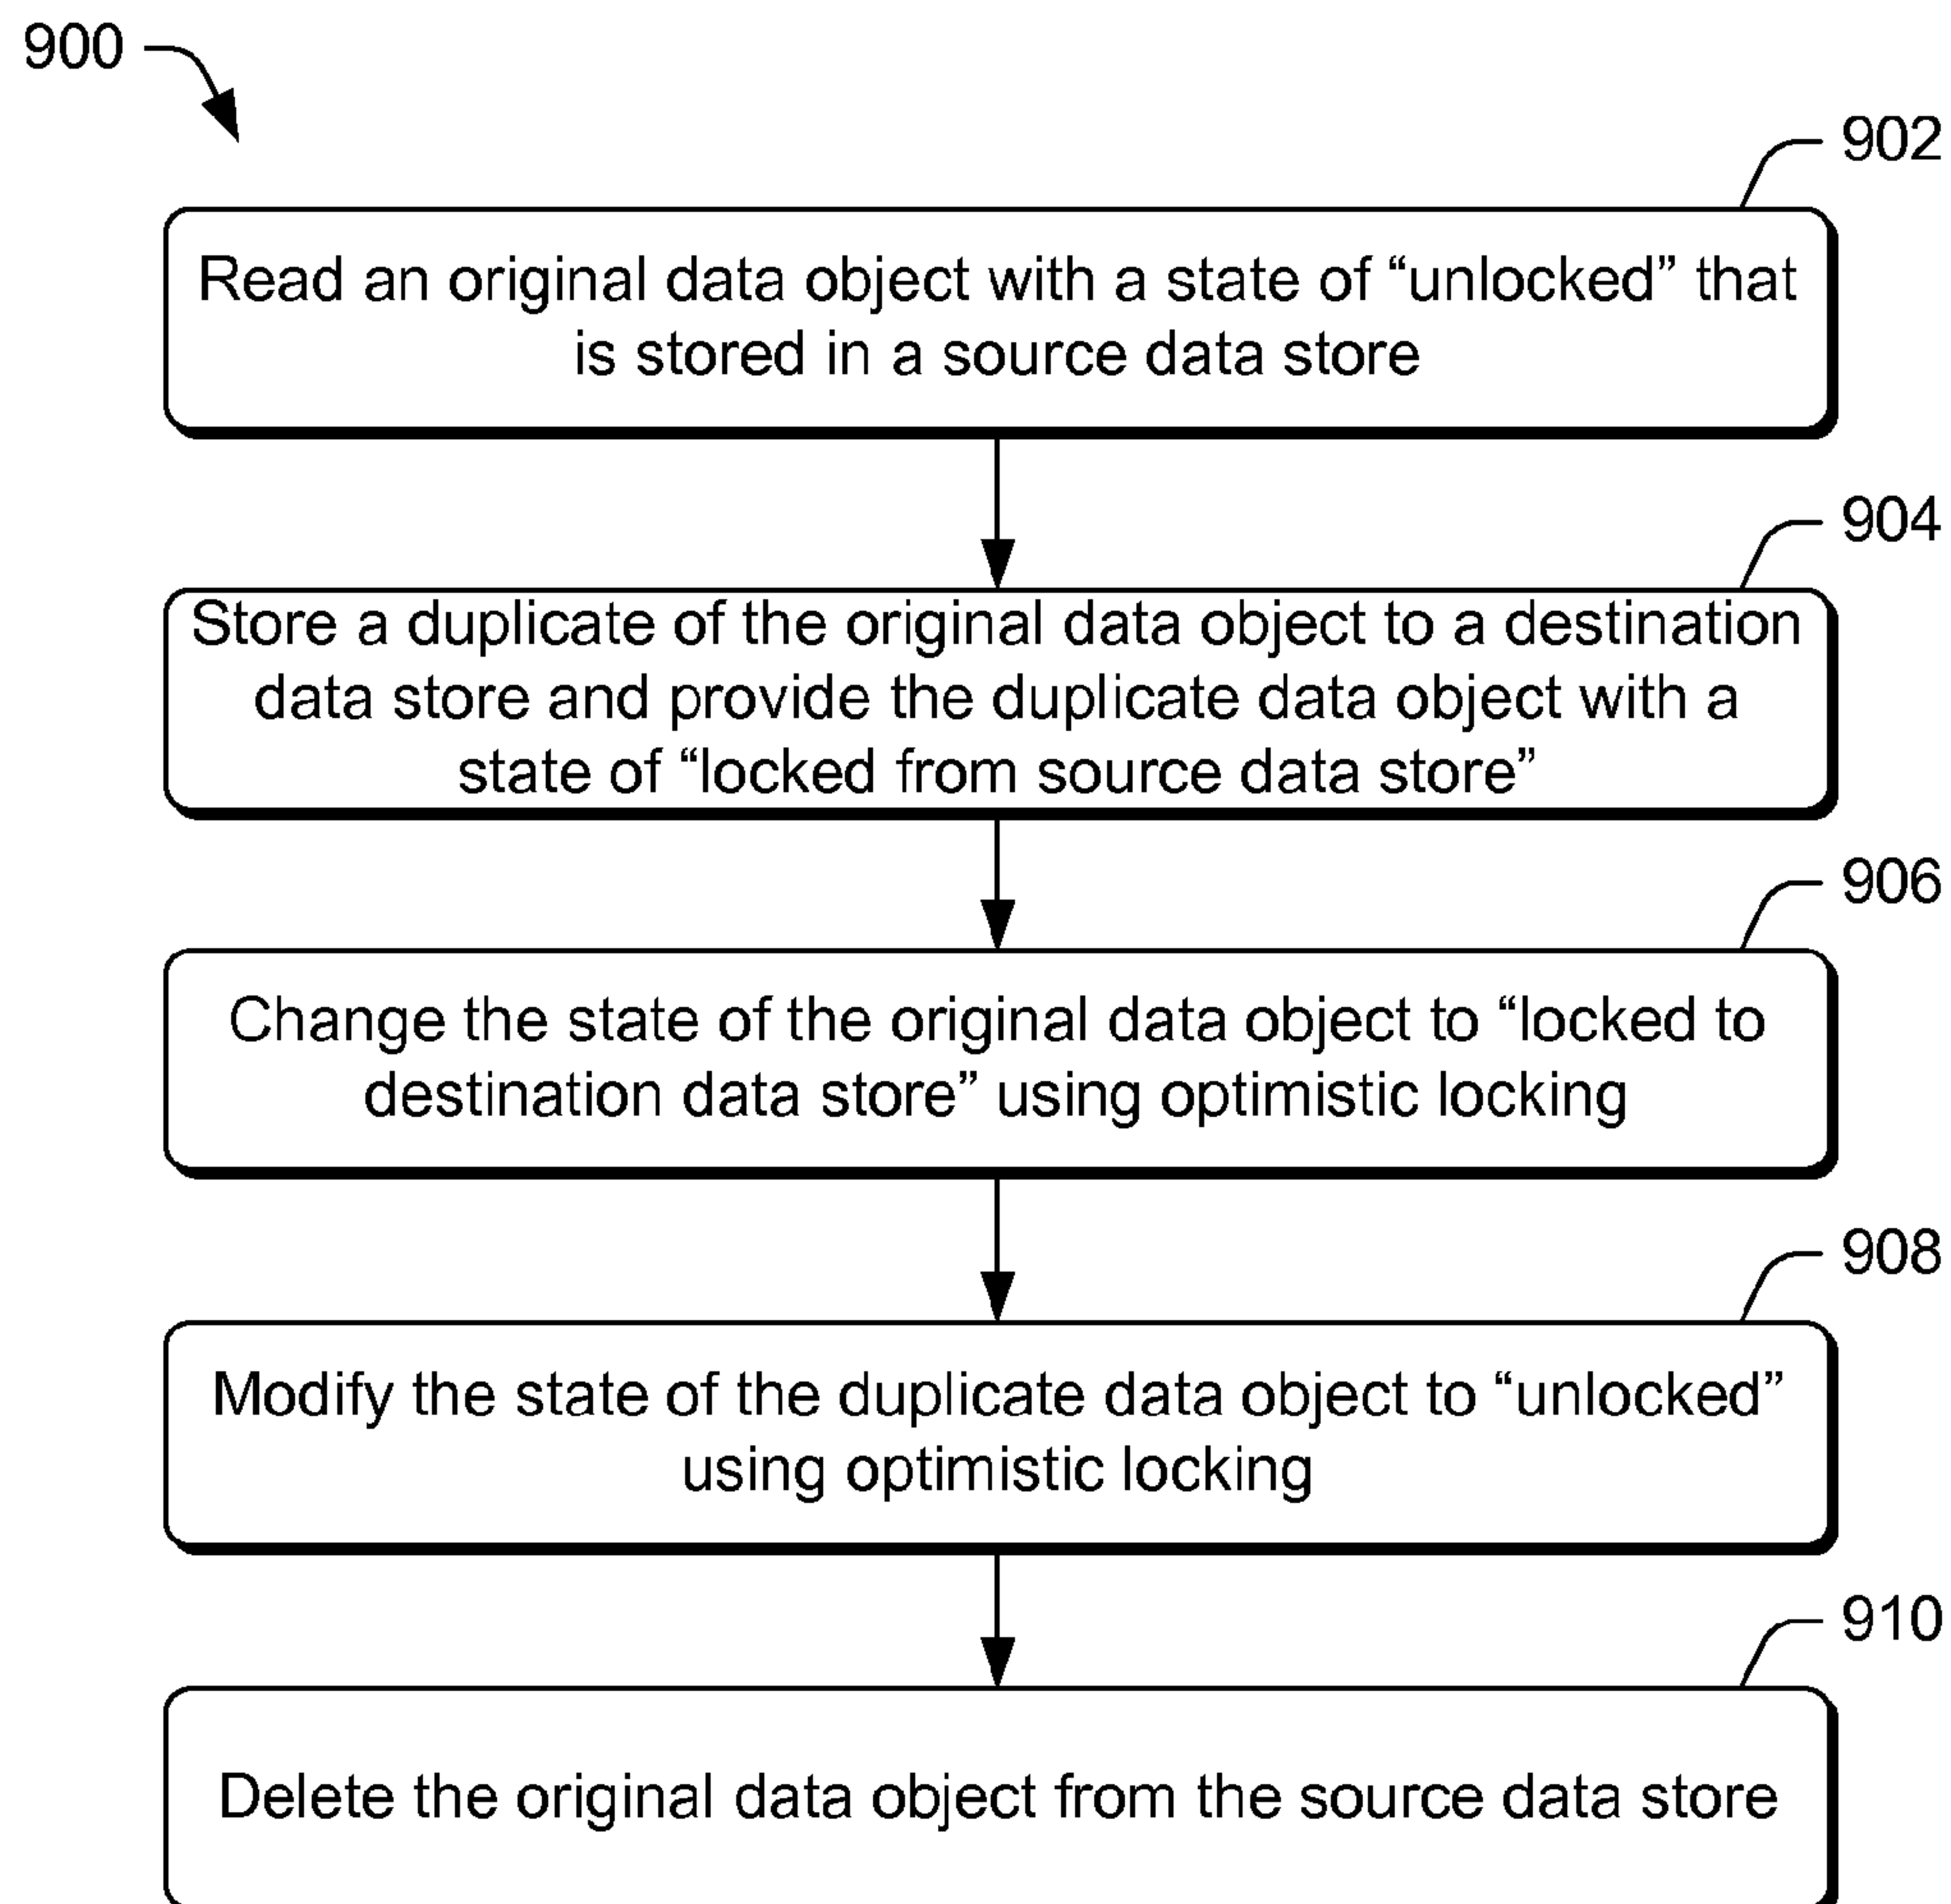 900
902
Read an original data object with a state of “unlocked” that
is stored in a source data store
904
Store a duplicate of the original data object to a destination
data store and provide the duplicate data object with a
state of “locked from source data store”
906
Change the state of the original data object to “locked to
destination data store” using optimistic locking
908
Modify the state of the duplicate data object to “unlocked”
using optimistic locking
910
Delete the original data object from the source data store